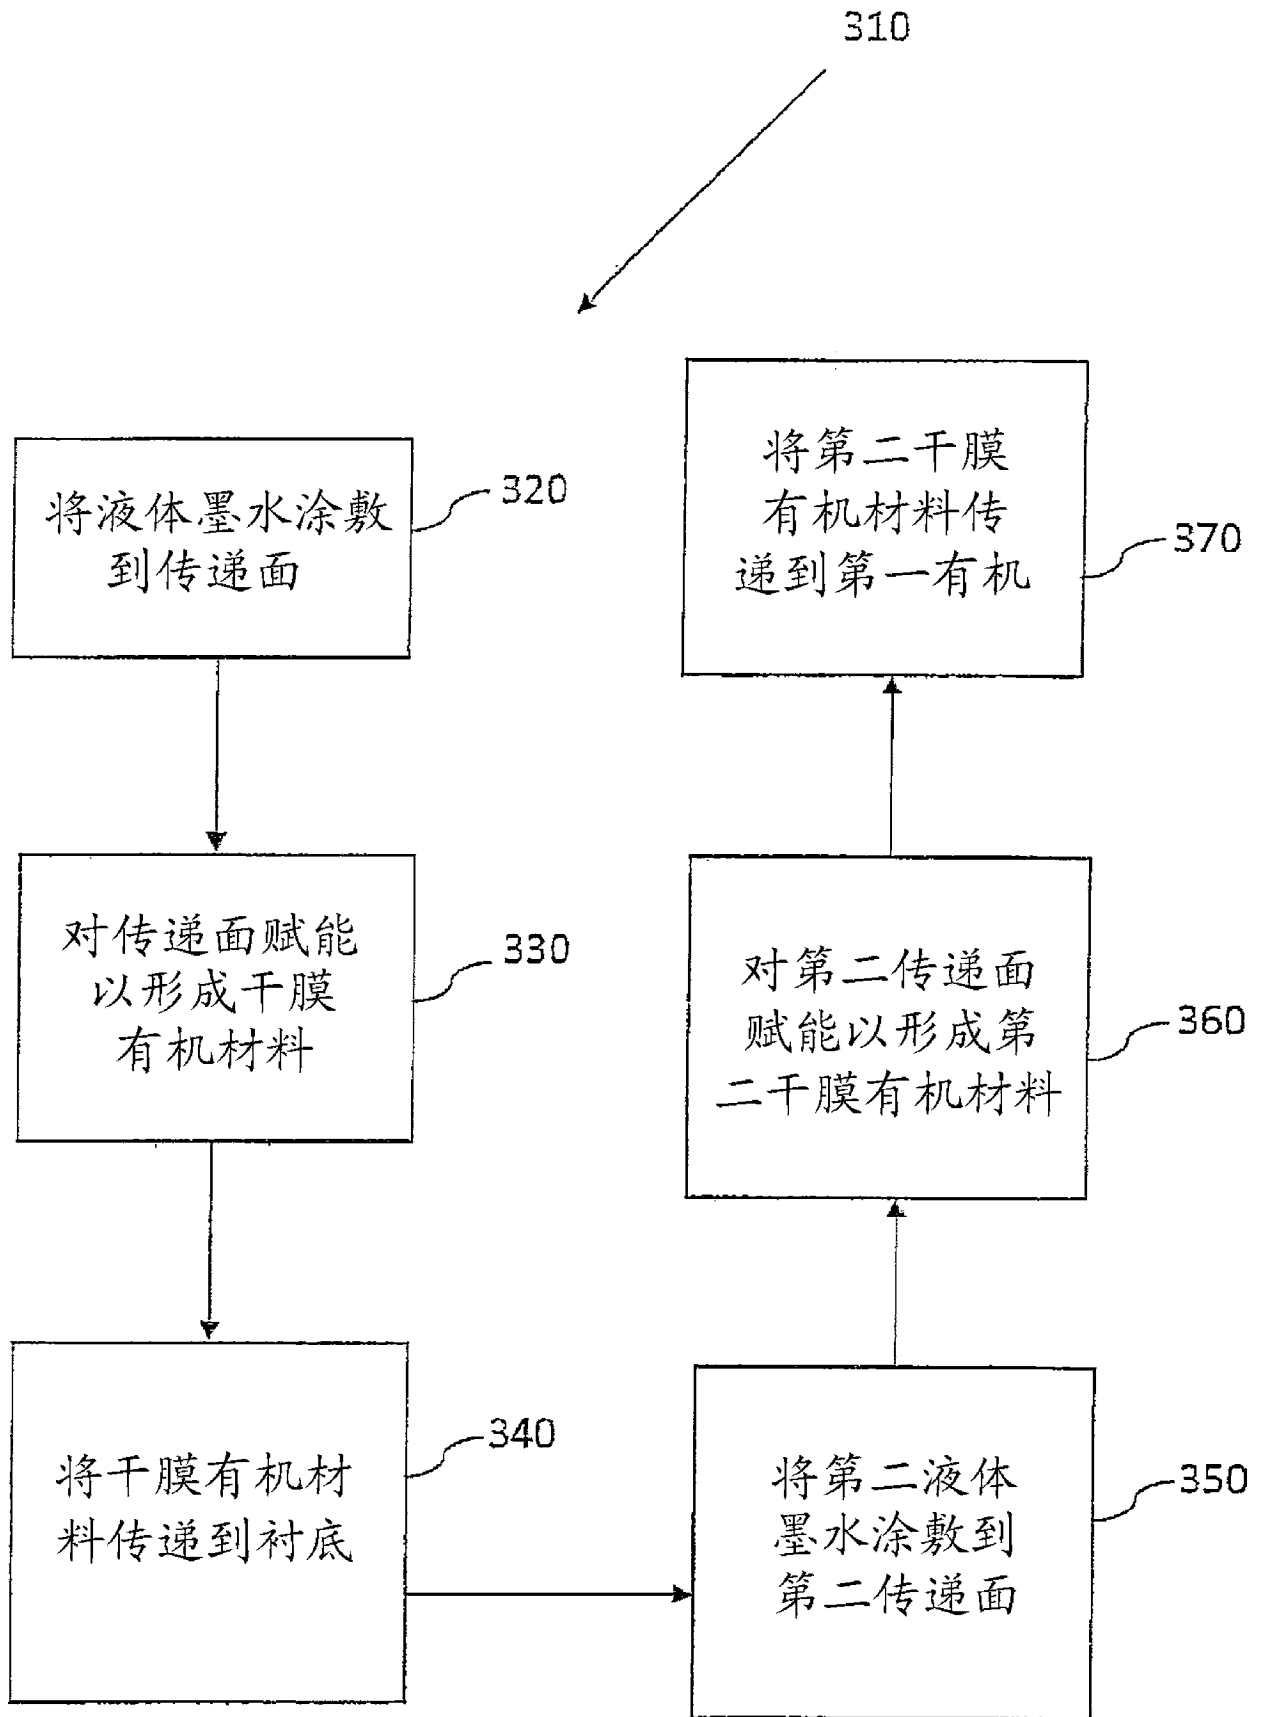 310
将液体墨水涂敷
到传递面
320
对传递面赋能
以形成干膜
有机材料
330
将干膜有机材
料传递到衬底
340
将第二液体
墨水涂敷到
第二传递面
350
对第二传递面
赋能以形成第
二干膜有机材料
360
将第二干膜
有机材料传
递到第一有机
370